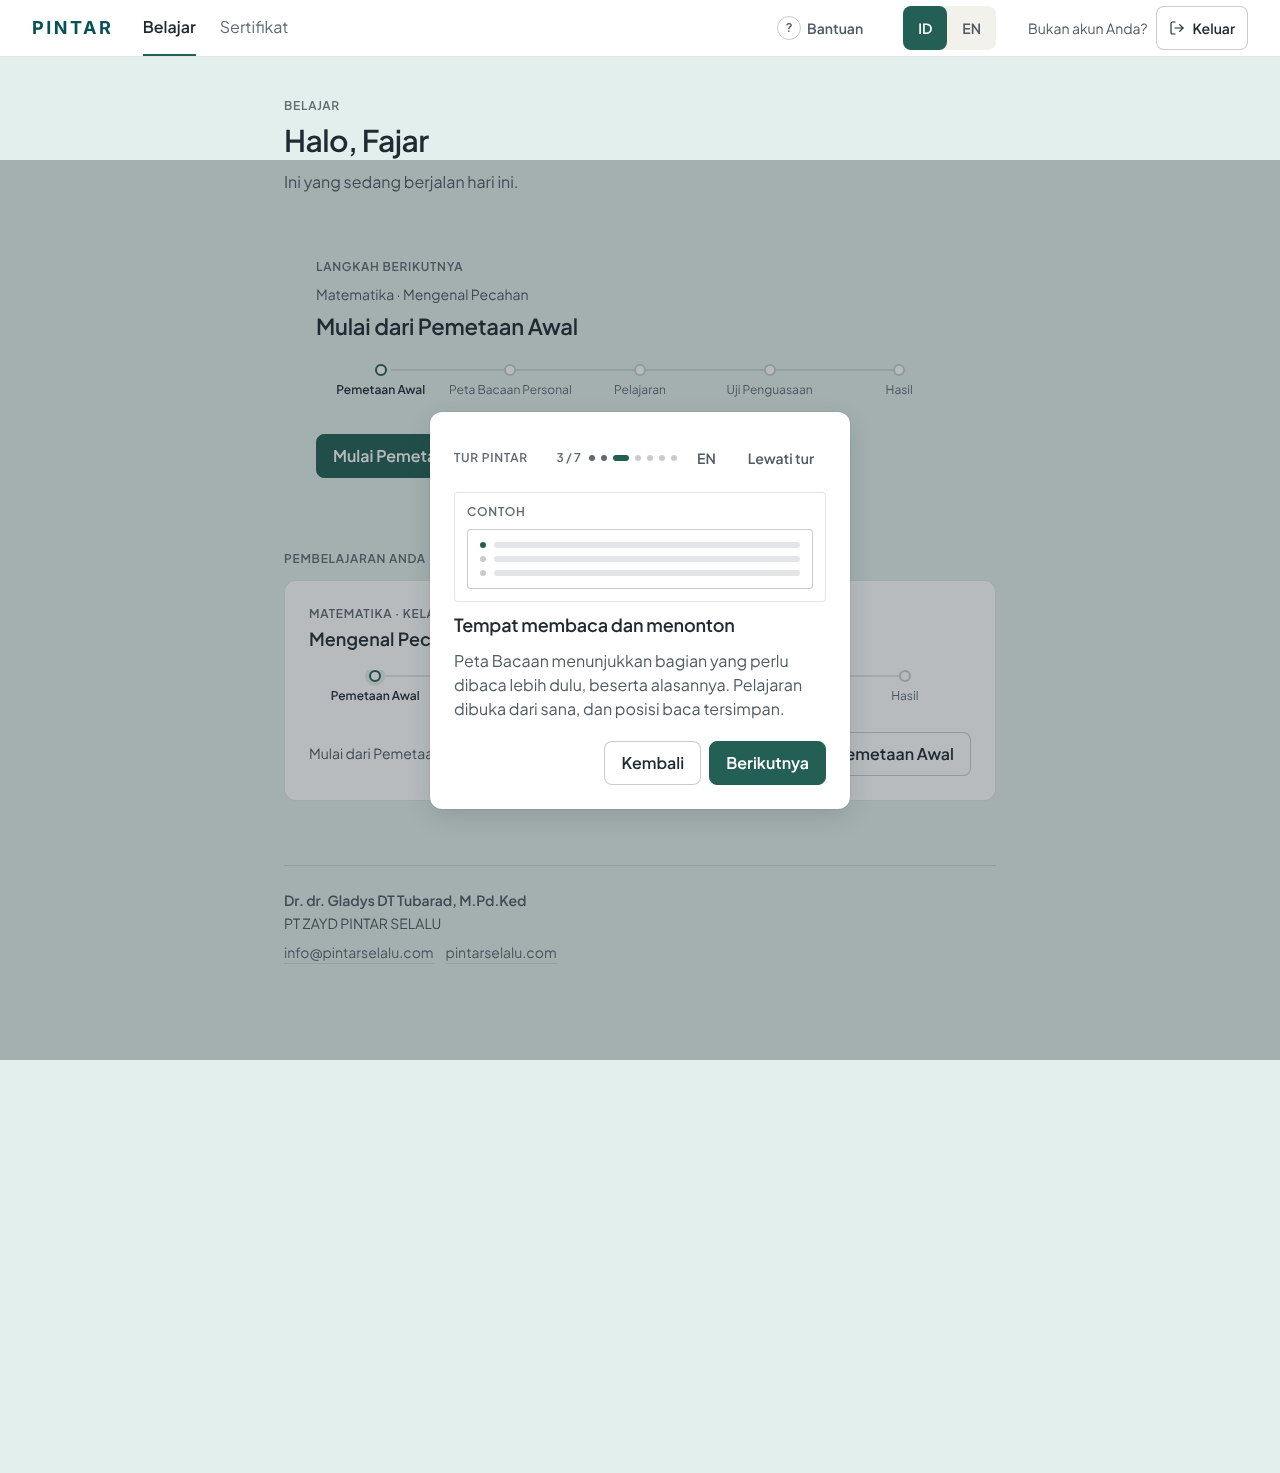 PINTAR
Belajar
Sertifikat
? Bantuan
ID
EN
Bukan akun Anda?
Keluar
BELAJAR
Halo, Fajar
Ini yang sedang berjalan hari ini.
LANGKAH BERIKUTNYA
Matematika · Mengenal Pecahan
Mulai dari Pemetaan Awal
Pemetaan Awal
Peta Bacaan Personal
Pelajaran
Uji Penguasaan
Hasil
Mulai
TUR PINTAR
3 / 7
EN
Lewati tur
CONTOH
Tempat membaca dan menonton
Peta Bacaan menunjukkan bagian yang perlu
dibaca lebih dulu, beserta alasannya. Pelajaran
dibuka dari sana, dan posisi baca tersimpan.
Kembali
Berikutnya
PEMBELAJARAN ANDA
MATEMATIKA ·
Mengenal
Pemetaan Awal
Hasil
Mulai dari
Awal
Dr. dr. Gladys DT Tubarad, M.Pd.Ked
PT ZAYD PINTAR SELALU
info@pintarselalu.com
pintarselalu.com